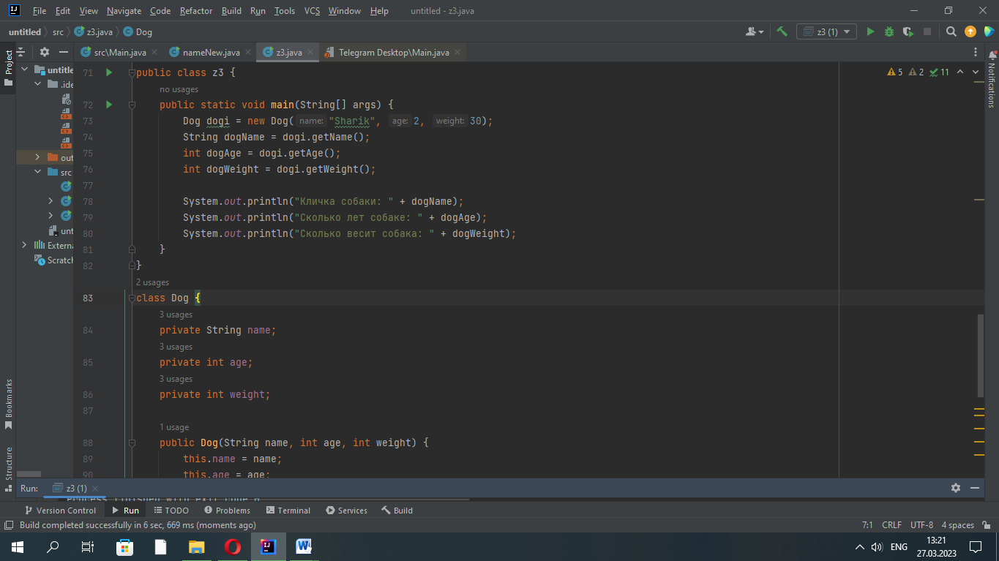 File Edit View Navigate Code Refactor Build Run Tools VCS Window Help untitled - z3.java
untitled src z3.java Dog z3 (1)
src\Main.java nameNew.java z3.java Telegram Desktop\Main.java
Project
Notifications
Bookmarks
Structure
untitle
.ide
out
src
unt
Externa
Scratch
5 2 11
71 public class z3 {
no usages
72 public static void main(String[] args) {
73 Dog dogi = new Dog( name: "Sharik", age: 2, weight: 30);
74 String dogName = dogi.getName();
75 int dogAge = dogi.getAge();
76 int dogWeight = dogi.getWeight();
77
78 System.out.println("Кличка собаки: " + dogName);
79 System.out.println("Сколько лет собаке: " + dogAge);
80 System.out.println("Сколько весит собака: " + dogWeight);
81 }
82 }
2 usages
83 class Dog {
3 usages
84 private String name;
3 usages
85 private int age;
3 usages
86 private int weight;
87
1 usage
88 public Dog(String name, int age, int weight) {
89 this.name = name;
90 this.age = age;
Run: z3 (1)
Process finished with exit code 0
Version Control Run TODO Problems Terminal Services Build
Build completed successfully in 6 sec, 669 ms (moments ago) 7:1 CRLF UTF-8 4 spaces
ENG 13:21
27.03.2023